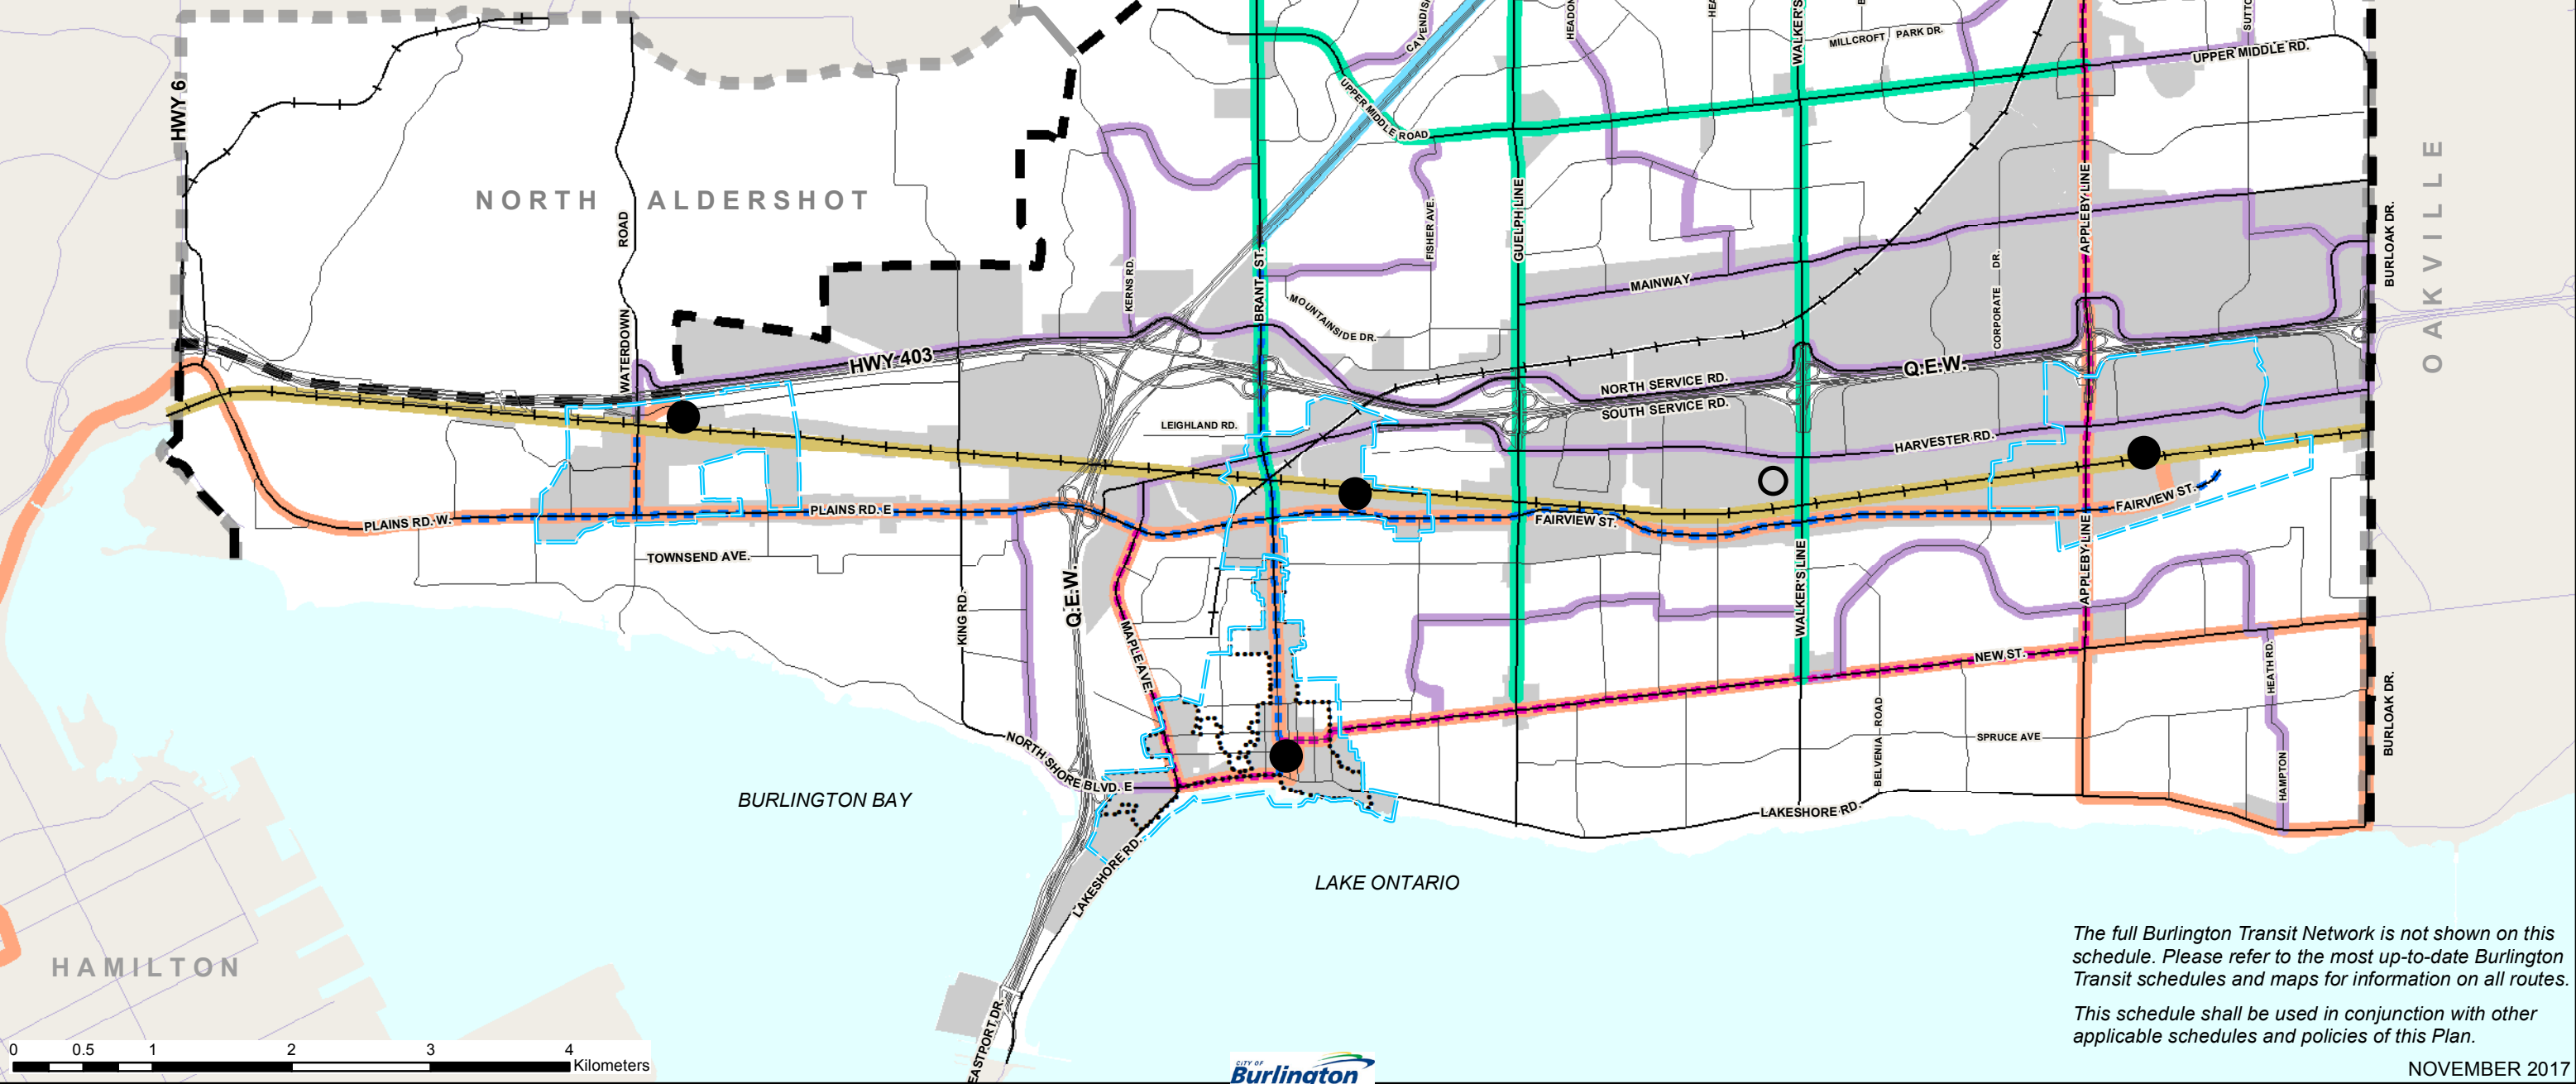 HWY 6
CAVENDISH
HEADON
WALKER'S
MILLCROFT PARK DR.
SUTTO
UPPER MIDDLE RD.
UPPER MIDDLE ROAD
NORTH ALDERSHOT
ROAD
WATERDOWN
KERNS RD.
BRANT ST.
FISHER AVE.
GUELPH LINE
MAINWAY
CORPORATE DR.
APPLEBY LINE
BURLOAK DR.
OAKVILLE
MOUNTAINSIDE DR.
HWY 403
NORTH SERVICE RD.
SOUTH SERVICE RD.
Q.E.W.
LEIGHLAND RD.
HARVESTER RD.
PLAINS RD. W.
PLAINS RD. E
FAIRVIEW ST.
FAIRVIEW ST.
TOWNSEND AVE.
KING RD.
Q.E.W.
MAPLE AVE.
WALKER'S LINE
APPLEBY LINE
NEW ST.
HEATH RD.
BURLOAK DR.
BELVENIA ROAD
SPRUCE AVE
HAMPTON
NORTH SHORE BLVD. E
LAKESHORE RD.
LAKESHORE RD.
BURLINGTON BAY
LAKE ONTARIO
HAMILTON
EASTPORT DR.
The full Burlington Transit Network is not shown on this
schedule. Please refer to the most up-to-date Burlington
Transit schedules and maps for information on all routes.
This schedule shall be used in conjunction with other
applicable schedules and policies of this Plan.
NOVEMBER 2017
0 0.5 1 2 3 4
Kilometers
CITY OF
Burlington